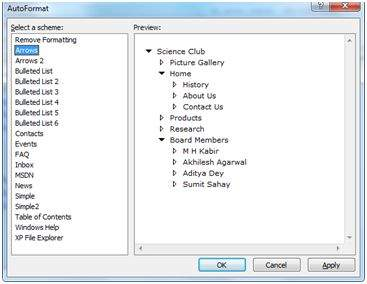 AutoFormat
Select a scheme:
Remove Formatting
Arrows
Arrows 2
Bulleted List
Bulleted List 2
Bulleted List 3
Bulleted List 4
Bulleted List 5
Bulleted List 6
Contacts
Events
FAQ
Inbox
MSDN
News
Simple
Simple2
Table of Contents
Windows Help
XP File Explorer
Preview:
Science Club
Picture Gallery
Home
History
About Us
Contact Us
Products
Research
Board Members
M H Kabir
Akhilesh Agarwal
Aditya Dey
Sumit Sahay
OK
Cancel
Apply